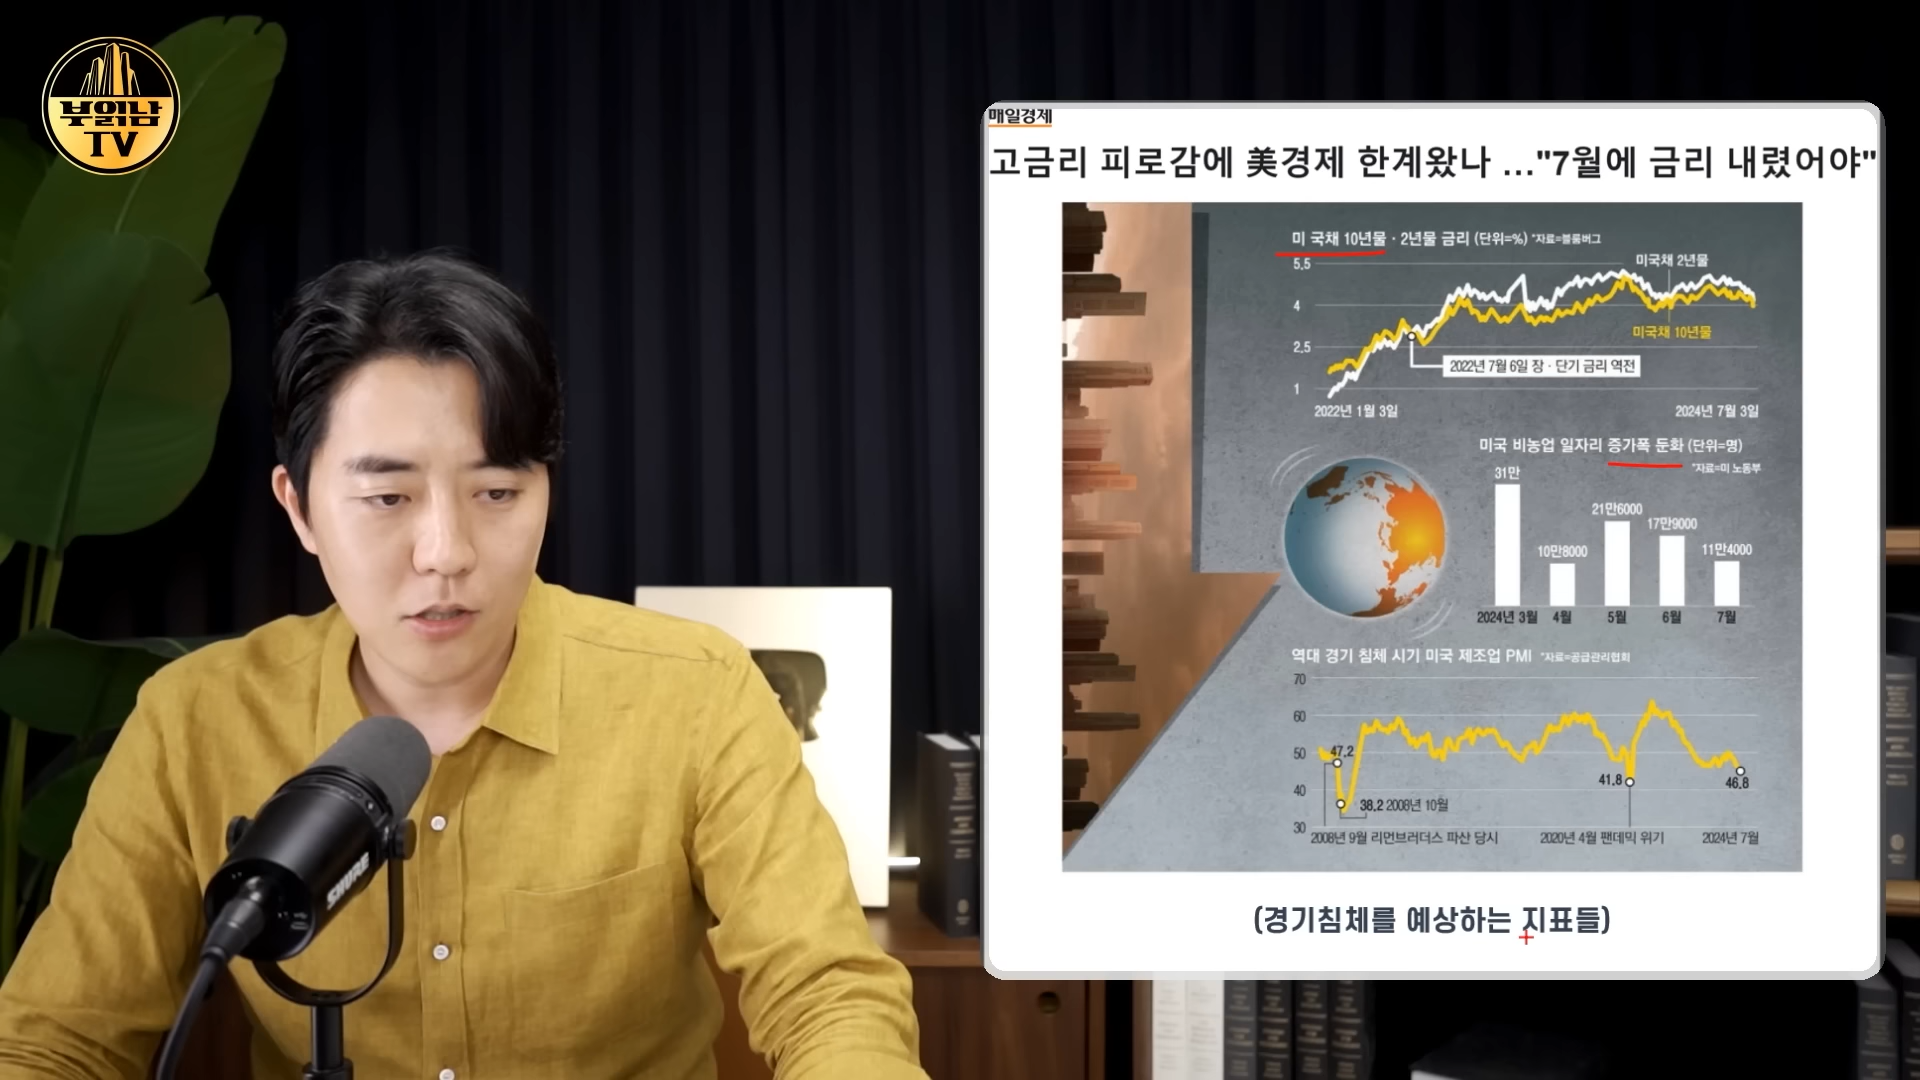 부읽남
TV
매일경제
고금리 피로감에 美경제 한계왔나 ..."7월에 금리 내렸어야"
미 국채 10년물 · 2년물 금리 (단위=%) *자료=블룸버그
5.5
4
2.5
1
미국채 2년물
미국채 10년물
2022년 7월 6일 장 · 단기 금리 역전
2022년 1월 3일
2024년 7월 3일
미국 비농업 일자리 증가폭 둔화 (단위=명)
*자료=미 노동부
31만
10만8000
21만6000
17만9000
11만4000
2024년 3월 4월 5월 6월 7월
역대 경기 침체 시기 미국 제조업 PMI *자료=공급관리협회
70
60
50
40
30
47.2
38.2 2008년 10월
41.8
46.8
2008년 9월 리먼브러더스 파산 당시
2020년 4월 팬데믹 위기
2024년 7월
(경기침체를 예상하는 지표들)
SHURE